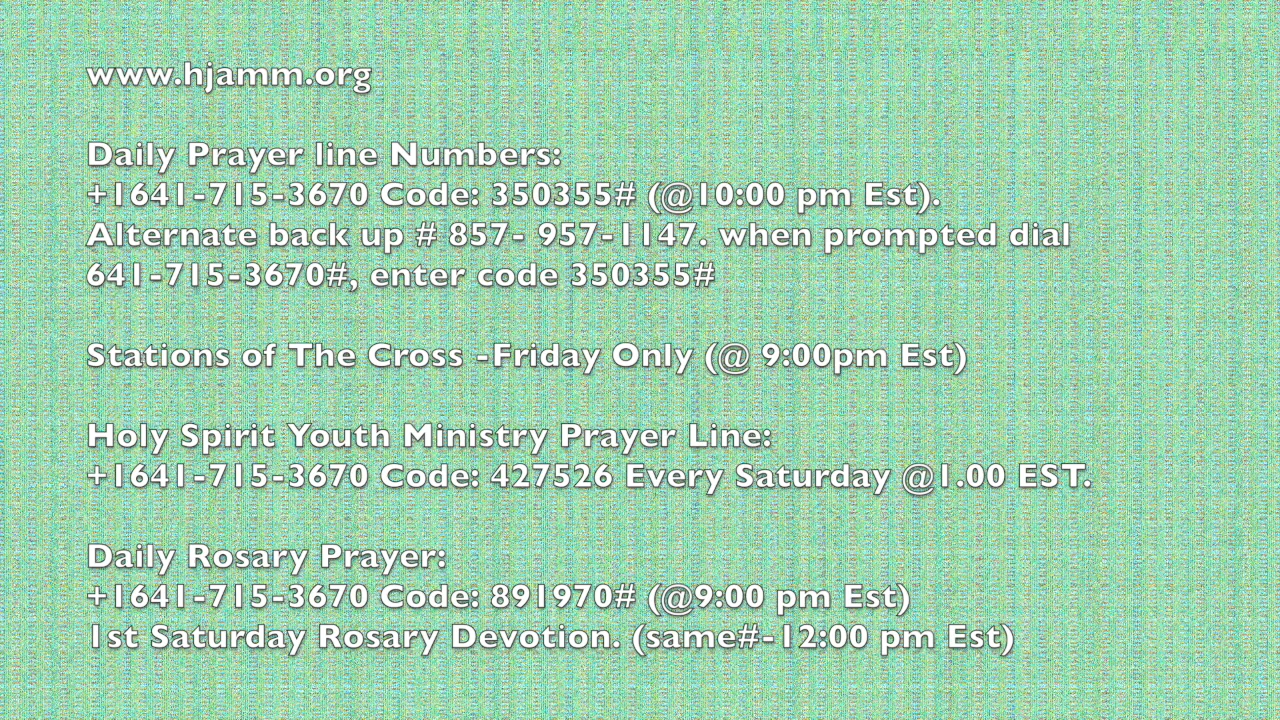 www.hjamm.org
Daily Prayer line Numbers:
+1641-715-3670 Code: 350355# (@10:00 pm Est).
Alternate back up # 857- 957-1147. when prompted dial
641-715-3670#, enter code 350355#
Stations of The Cross -Friday Only (@ 9:00pm Est)
Holy Spirit Youth Ministry Prayer Line:
+1641-715-3670 Code: 427526 Every Saturday @1.00 EST.
Daily Rosary Prayer:
+1641-715-3670 Code: 891970# (@9:00 pm Est)
1st Saturday Rosary Devotion. (same#-12:00 pm Est)